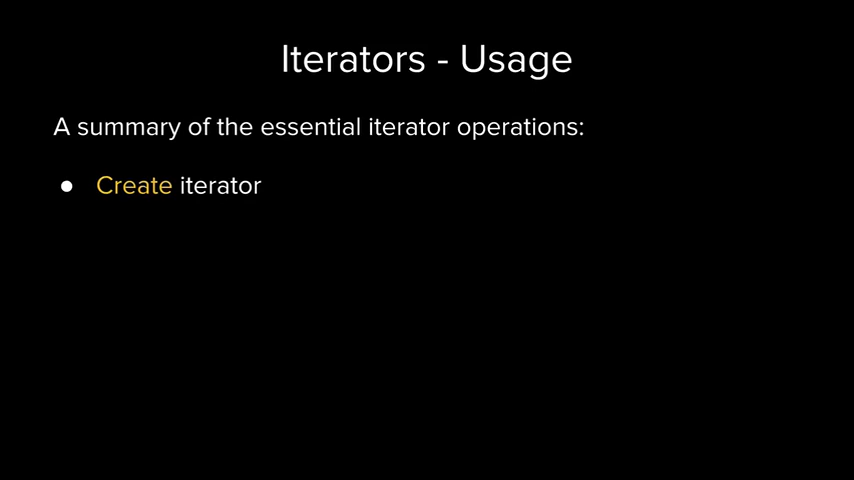 Iterators - Usage
A summary of the essential iterator operations:
● Create iterator